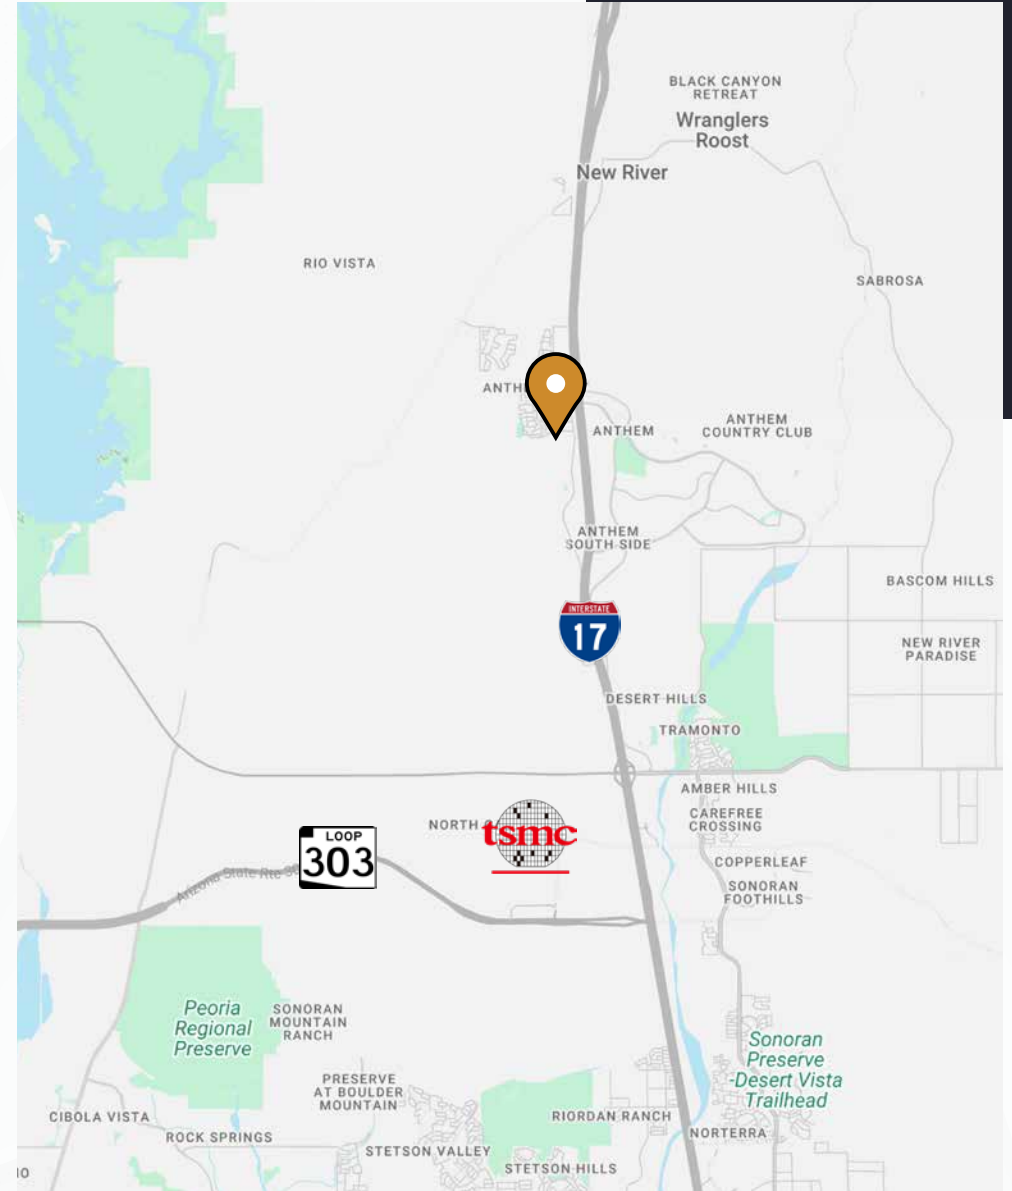 BLACK CANYON
RETREAT
Wranglers
Roost
New River
RIO VISTA
SABROSA
ANTH
ANTHEM
ANTHEM
COUNTRY CLUB
ANTHEM
SOUTH SIDE
BASCOM HILLS
INTERSTATE
17
NEW RIVER
PARADISE
DESERT HILLS
TRAMONTO
AMBER HILLS
NORTH
tsmc
CAREFREE
CROSSING
LOOP
303
Arizona State Rte
COPPERLEAF
SONORAN
FOOTHILLS
Peoria
Regional
Preserve
SONORAN
MOUNTAIN
RANCH
Sonoran
Preserve
-Desert Vista
Trailhead
PRESERVE
AT BOULDER
MOUNTAIN
CIBOLA VISTA
RIORDAN RANCH
ROCK SPRINGS
NORTERRA
STETSON VALLEY
STETSON HILLS